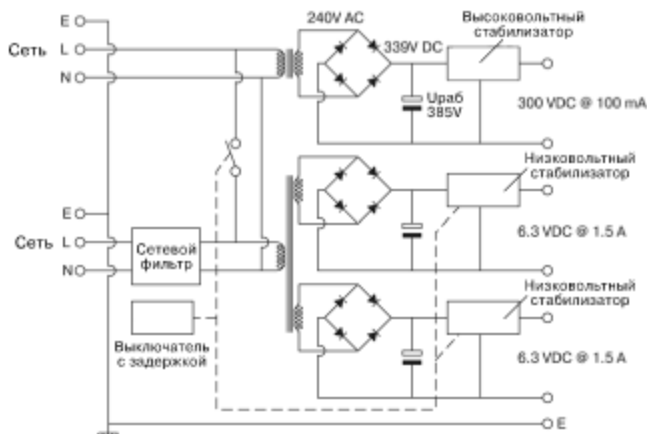 E
240V AC
Высоковольтный
стабилизатор
Сеть L
339V DC
N
Uраб
385V
300 VDC @ 100 mA
Низковольтный
стабилизатор
E
6.3 VDC @ 1.5 A
Сеть L
Сетевой
фильтр
N
Низковольтный
стабилизатор
Выключатель
с задержкой
6.3 VDC @ 1.5 A
E